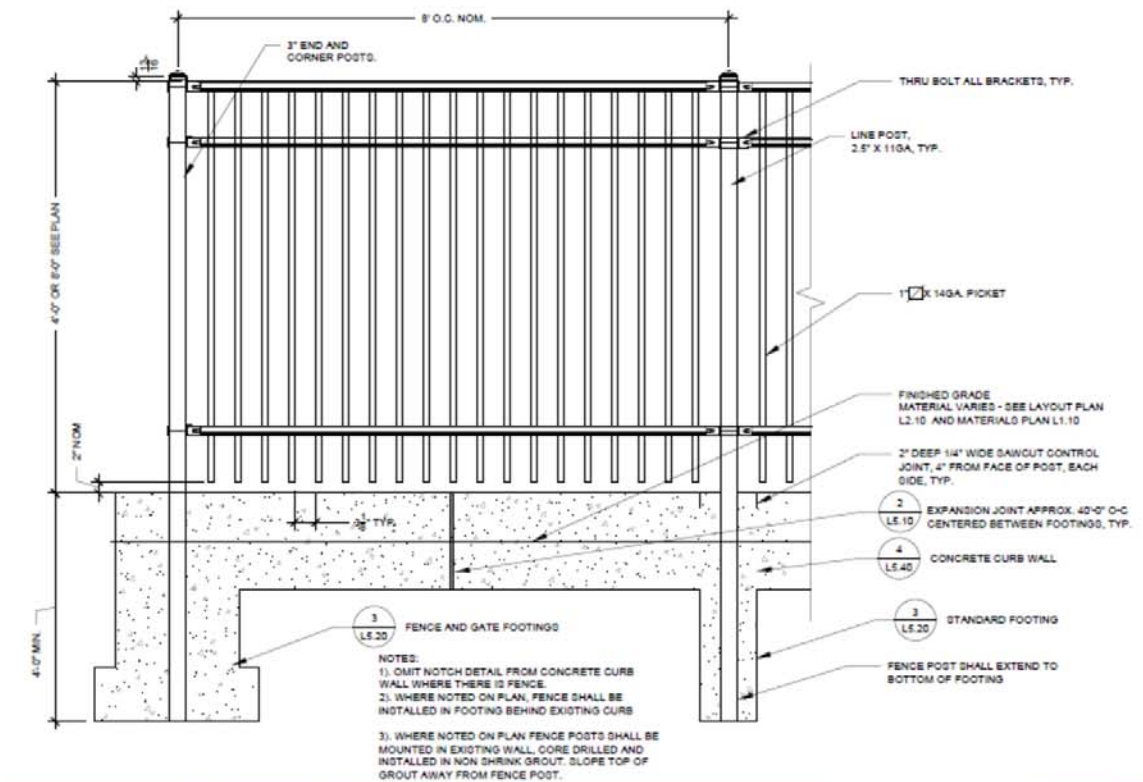 8' O.C. NOM.
3" END AND
CORNER POSTS.
13
16
THRU BOLT ALL BRACKETS, TYP.
LINE POST,
2.5" X 11GA, TYP.
4'-0" OR 8'-0" SEE PLAN
1" X 14GA. PICKET
FINISHED GRADE
MATERIAL VARIES - SEE LAYOUT PLAN
L2.10 AND MATERIALS PLAN L1.10
2" NOM
2" DEEP 1/4" WIDE SAWCUT CONTROL
JOINT, 4" FROM FACE OF POST, EACH
SIDE, TYP.
TYP.
2
L5.10
EXPANSION JOINT APPROX. 40'-0" O-C
CENTERED BETWEEN FOOTINGS, TYP.
4
L5.40
CONCRETE CURB WALL
4'-0" MIN.
3
L5.20
FENCE AND GATE FOOTINGS
3
L5.20
STANDARD FOOTING
FENCE POST SHALL EXTEND TO
BOTTOM OF FOOTING
NOTES:
1). OMIT NOTCH DETAIL FROM CONCRETE CURB
WALL WHERE THERE IS FENCE.
2). WHERE NOTED ON PLAN, FENCE SHALL BE
INSTALLED IN FOOTING BEHIND EXISTING CURB
3). WHERE NOTED ON PLAN FENCE POSTS SHALL BE
MOUNTED IN EXISTING WALL, CORE DRILLED AND
INSTALLED IN NON SHRINK GROUT. SLOPE TOP OF
GROUT AWAY FROM FENCE POST.